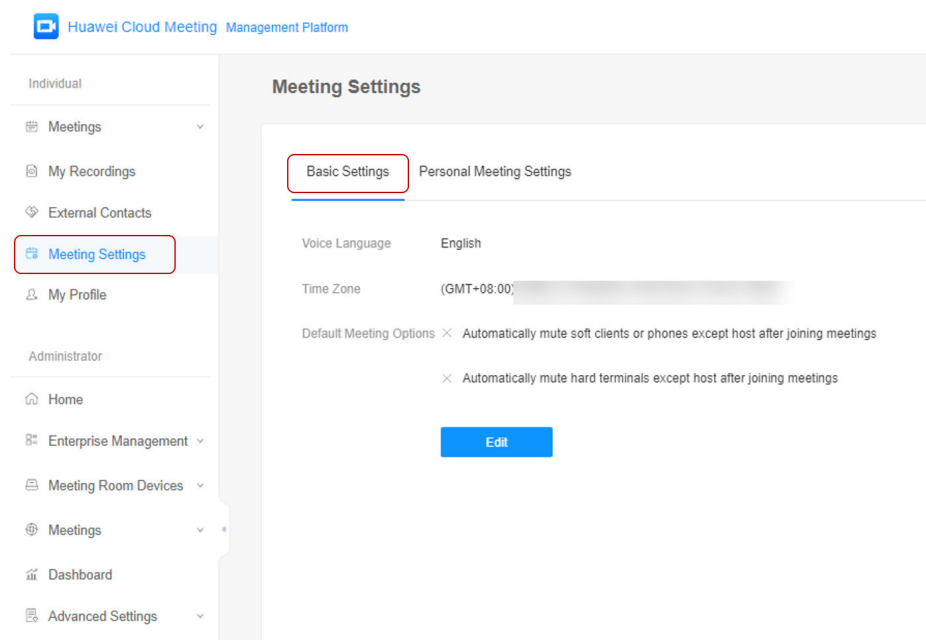 Huawei Cloud Meeting Management Platform
Individual
Meetings
My Recordings
External Contacts
Meeting Settings
My Profile
Administrator
Home
Enterprise Management
Meeting Room Devices
Meetings
Dashboard
Advanced Settings
Meeting Settings
Basic Settings Personal Meeting Settings
Voice Language English
Time Zone (GMT+08:00)
Default Meeting Options Automatically mute soft clients or phones except host after joining meetings
Automatically mute hard terminals except host after joining meetings
Edit